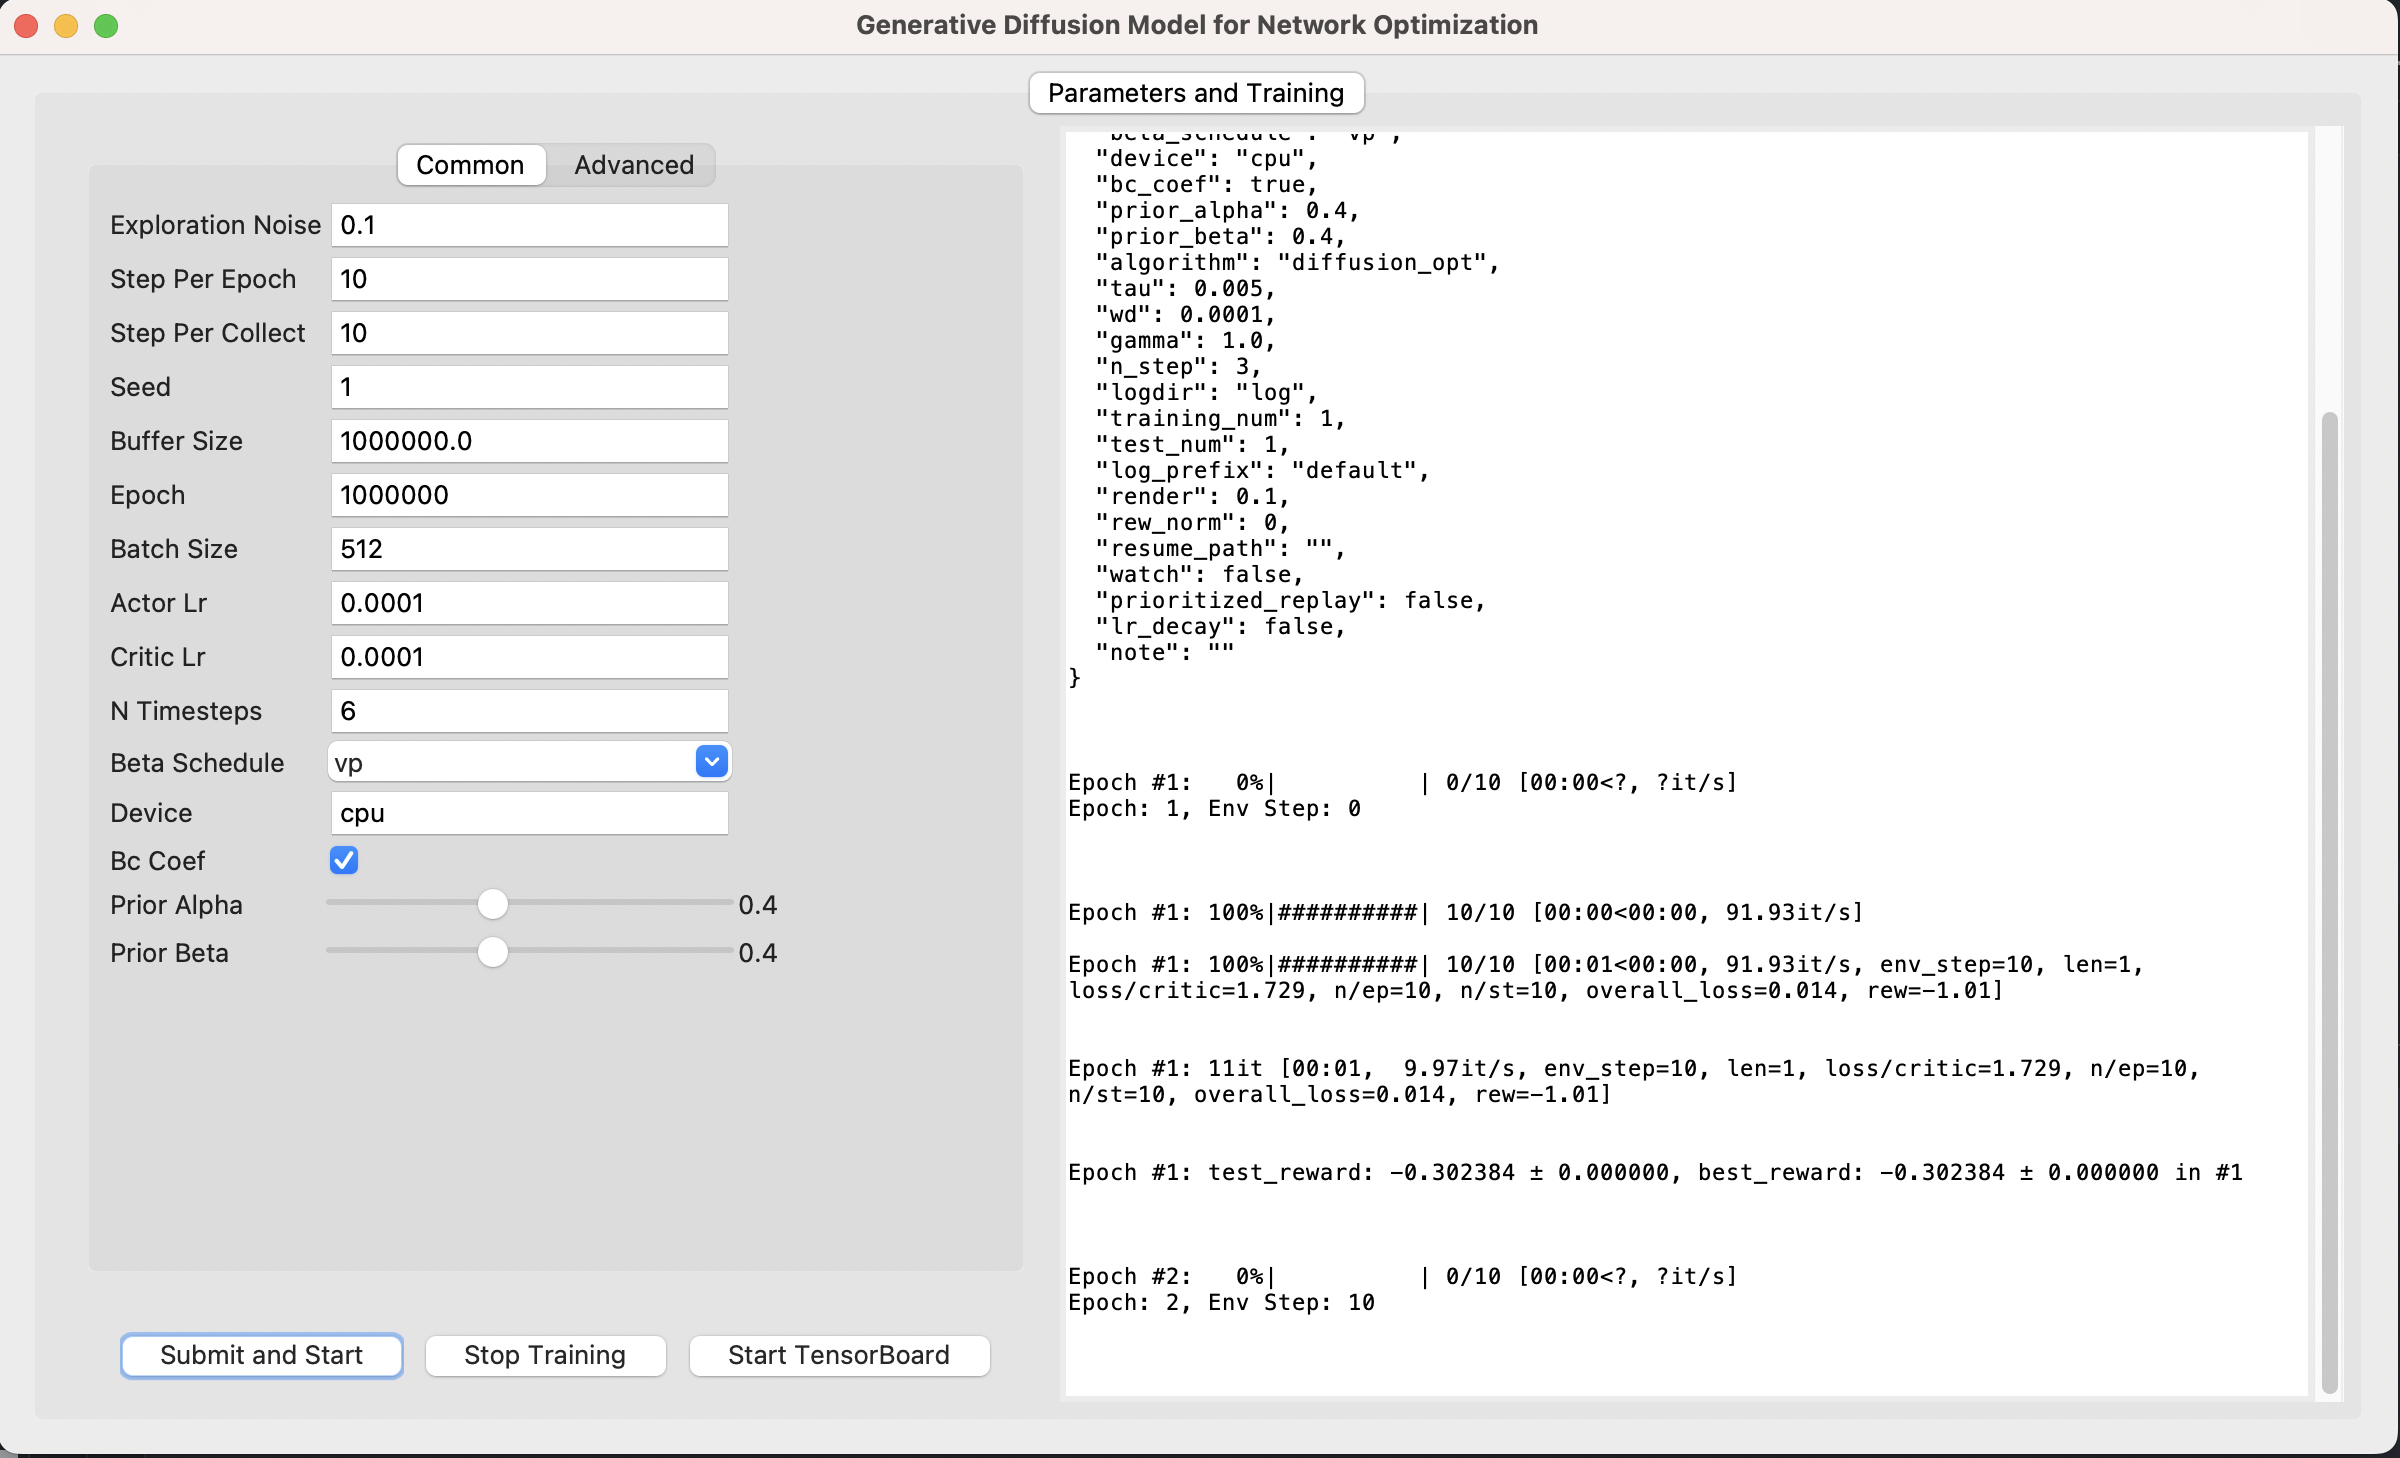 Generative Diffusion Model for Network Optimization
Parameters and Training
Common Advanced
Exploration Noise 0.1
Step Per Epoch 10
Step Per Collect 10
Seed 1
Buffer Size 1000000.0
Epoch 1000000
Batch Size 512
Actor Lr 0.0001
Critic Lr 0.0001
N Timesteps 6
Beta Schedule vp
Device cpu
Bc Coef
Prior Alpha 0.4
Prior Beta 0.4
Submit and Start Stop Training Start TensorBoard
"beta_schedule": "vp",
"device": "cpu",
"bc_coef": true,
"prior_alpha": 0.4,
"prior_beta": 0.4,
"algorithm": "diffusion_opt",
"tau": 0.005,
"wd": 0.0001,
"gamma": 1.0,
"n_step": 3,
"logdir": "log",
"training_num": 1,
"test_num": 1,
"log_prefix": "default",
"render": 0.1,
"rew_norm": 0,
"resume_path": "",
"watch": false,
"prioritized_replay": false,
"lr_decay": false,
"note": ""
}
Epoch #1:   0%|          | 0/10 [00:00<?, ?it/s]
Epoch: 1, Env Step: 0
Epoch #1: 100%|##########| 10/10 [00:00<00:00, 91.93it/s]
Epoch #1: 100%|##########| 10/10 [00:01<00:00, 91.93it/s, env_step=10, len=1,
loss/critic=1.729, n/ep=10, n/st=10, overall_loss=0.014, rew=-1.01]
Epoch #1: 11it [00:01,  9.97it/s, env_step=10, len=1, loss/critic=1.729, n/ep=10,
n/st=10, overall_loss=0.014, rew=-1.01]
Epoch #1: test_reward: -0.302384 ± 0.000000, best_reward: -0.302384 ± 0.000000 in #1
Epoch #2:   0%|          | 0/10 [00:00<?, ?it/s]
Epoch: 2, Env Step: 10